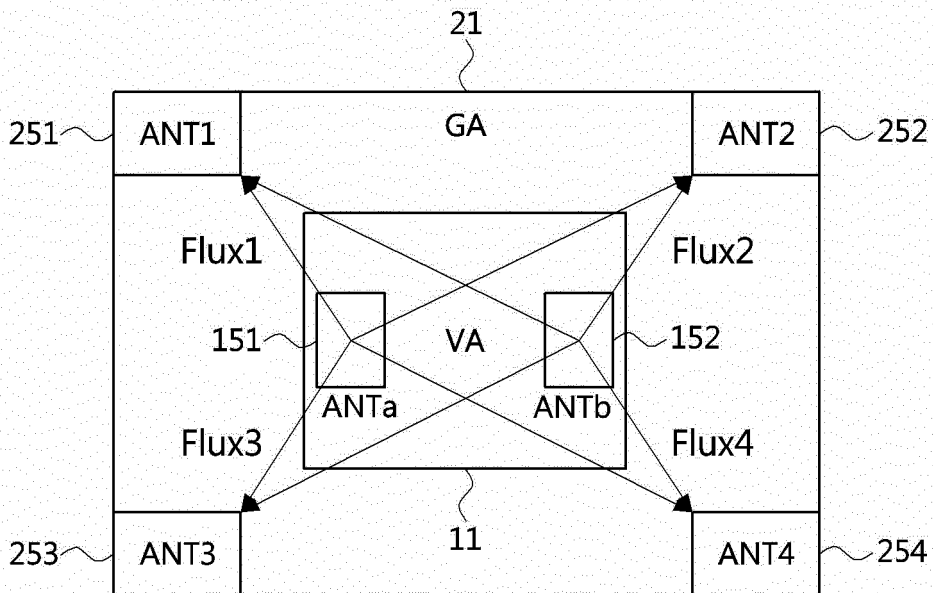 21
251 ANT1 GA ANT2 252
Flux1 Flux2
151 VA 152
ANTa ANTb
Flux3 Flux4
11
253 ANT3 ANT4 254